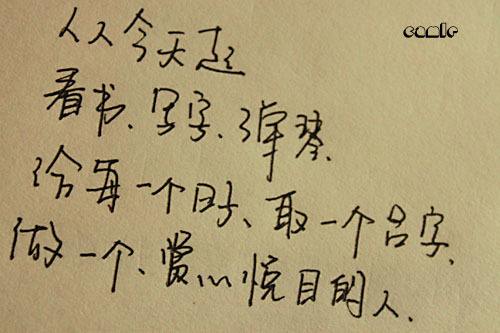 camle
从今天起
看书、写字、弹琴、
给每一个日子、取一个名字、
做一个、赏心悦目的人.